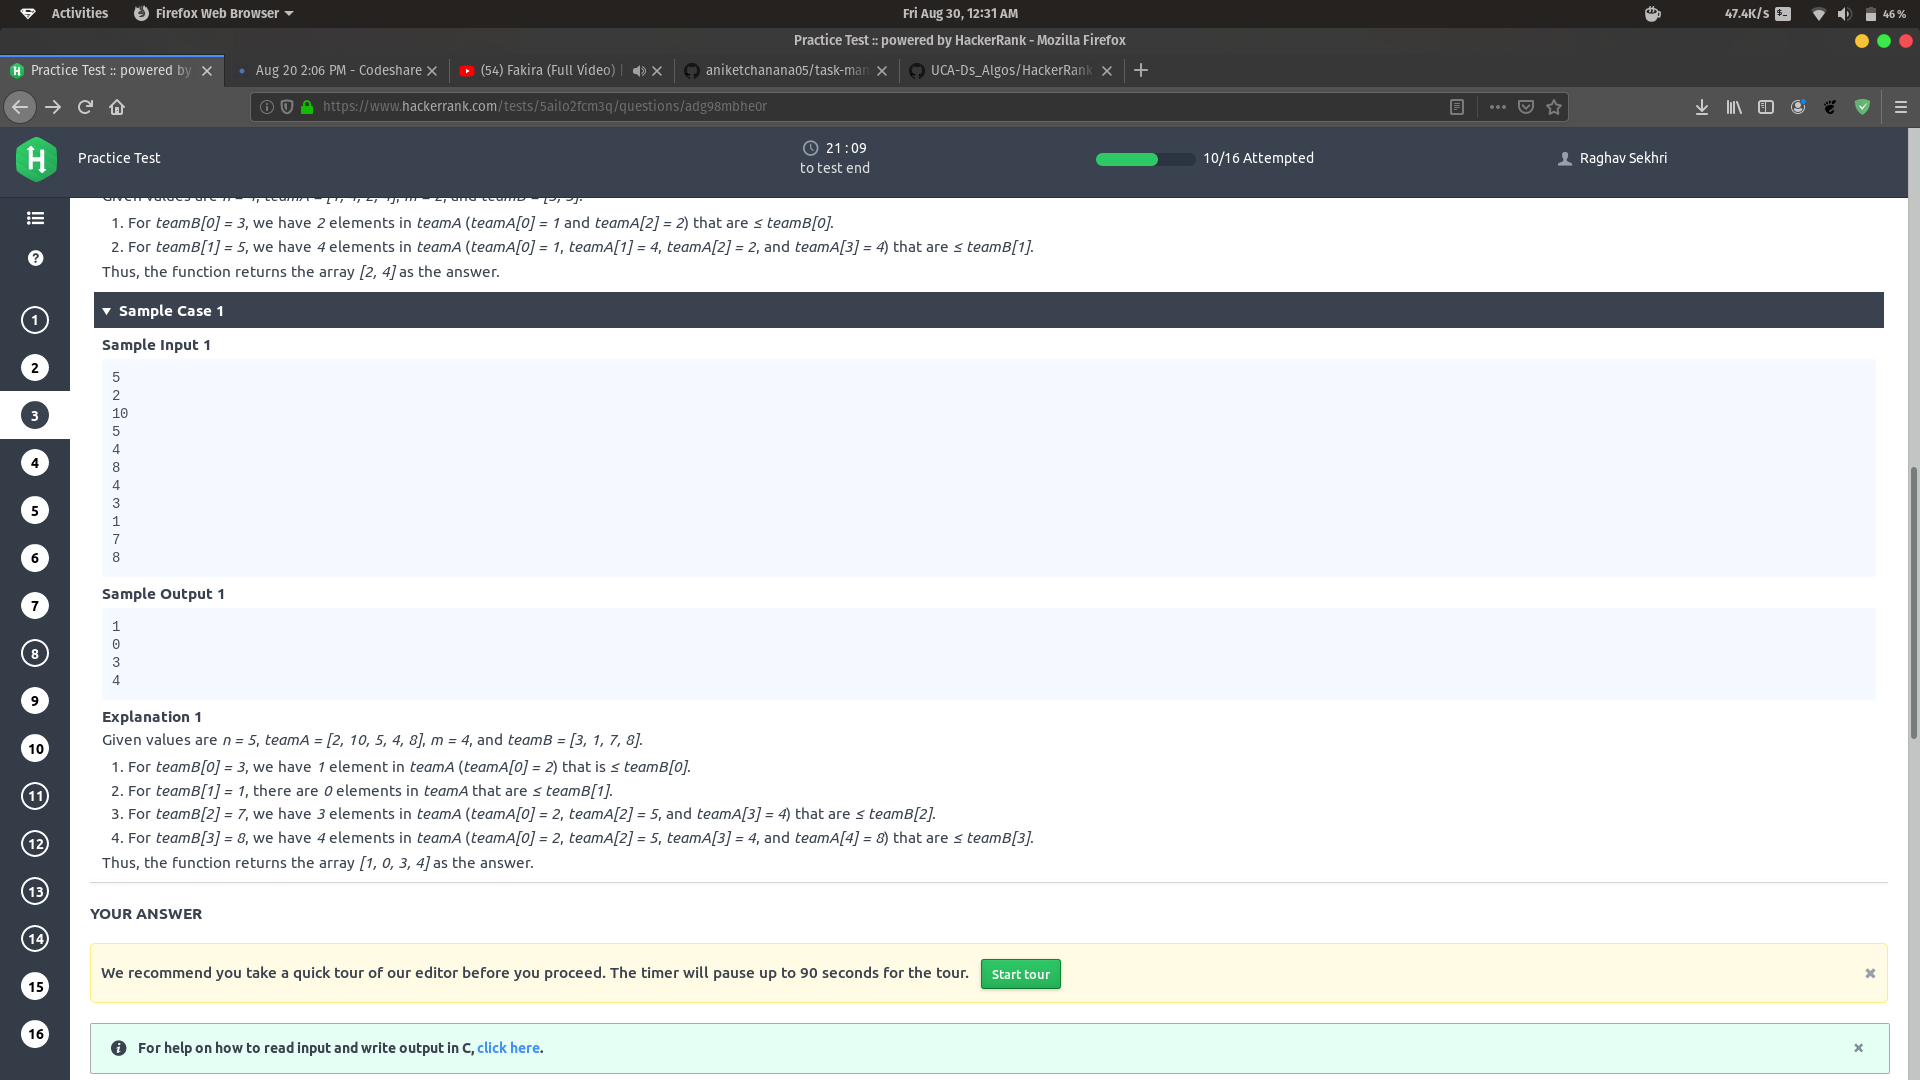 Activities
Firefox Web Browser
Fri Aug 30, 12:31 AM
47.4K/s
46 %
Practice Test :: powered by HackerRank - Mozilla Firefox
Practice Test :: powered by
Aug 20 2:06 PM - Codeshare
(54) Fakira (Full Video) |
aniketchanana05/task-man
UCA-Ds_Algos/HackerRank
https://www.hackerrank.com/tests/5ailo2fcm3q/questions/adg98mbhe0r
Practice Test
21 : 09
to test end
10/16 Attempted
Raghav Sekhri
1. For teamB[0] = 3, we have 2 elements in teamA (teamA[0] = 1 and teamA[2] = 2) that are ≤ teamB[0].
2. For teamB[1] = 5, we have 4 elements in teamA (teamA[0] = 1, teamA[1] = 4, teamA[2] = 2, and teamA[3] = 4) that are ≤ teamB[1].
Thus, the function returns the array [2, 4] as the answer.
Sample Case 1
Sample Input 1
5
2
10
5
4
8
4
3
1
7
8
Sample Output 1
1
0
3
4
Explanation 1
Given values are n = 5, teamA = [2, 10, 5, 4, 8], m = 4, and teamB = [3, 1, 7, 8].
1. For teamB[0] = 3, we have 1 element in teamA (teamA[0] = 2) that is ≤ teamB[0].
2. For teamB[1] = 1, there are 0 elements in teamA that are ≤ teamB[1].
3. For teamB[2] = 7, we have 3 elements in teamA (teamA[0] = 2, teamA[2] = 5, and teamA[3] = 4) that are ≤ teamB[2].
4. For teamB[3] = 8, we have 4 elements in teamA (teamA[0] = 2, teamA[2] = 5, teamA[3] = 4, and teamA[4] = 8) that are ≤ teamB[3].
Thus, the function returns the array [1, 0, 3, 4] as the answer.
YOUR ANSWER
We recommend you take a quick tour of our editor before you proceed. The timer will pause up to 90 seconds for the tour.
Start tour
For help on how to read input and write output in C, click here.
1
2
3
4
5
6
7
8
9
10
11
12
13
14
15
16